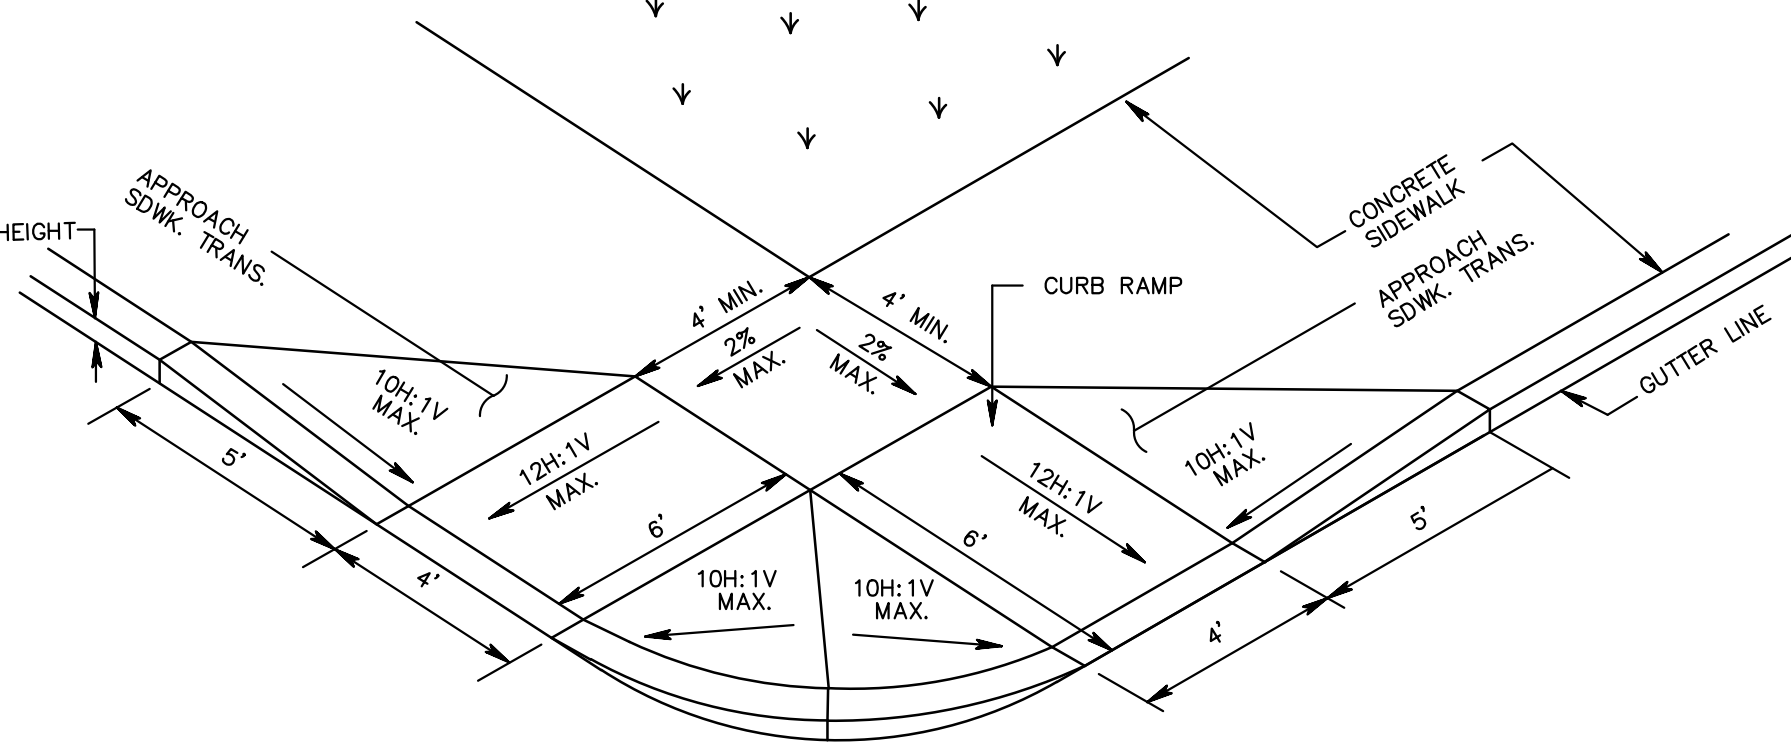 APPROACH
SDWK. TRANS.
HEIGHT
CONCRETE
SIDEWALK
APPROACH
SDWK. TRANS.
CURB RAMP
GUTTER LINE
4' MIN.
4' MIN.
2%
MAX.
2%
MAX.
10H:1V
MAX.
12H:1V
MAX.
12H:1V
MAX.
10H:1V
MAX.
5'
6'
6'
5'
4'
10H:1V
MAX.
10H:1V
MAX.
4'